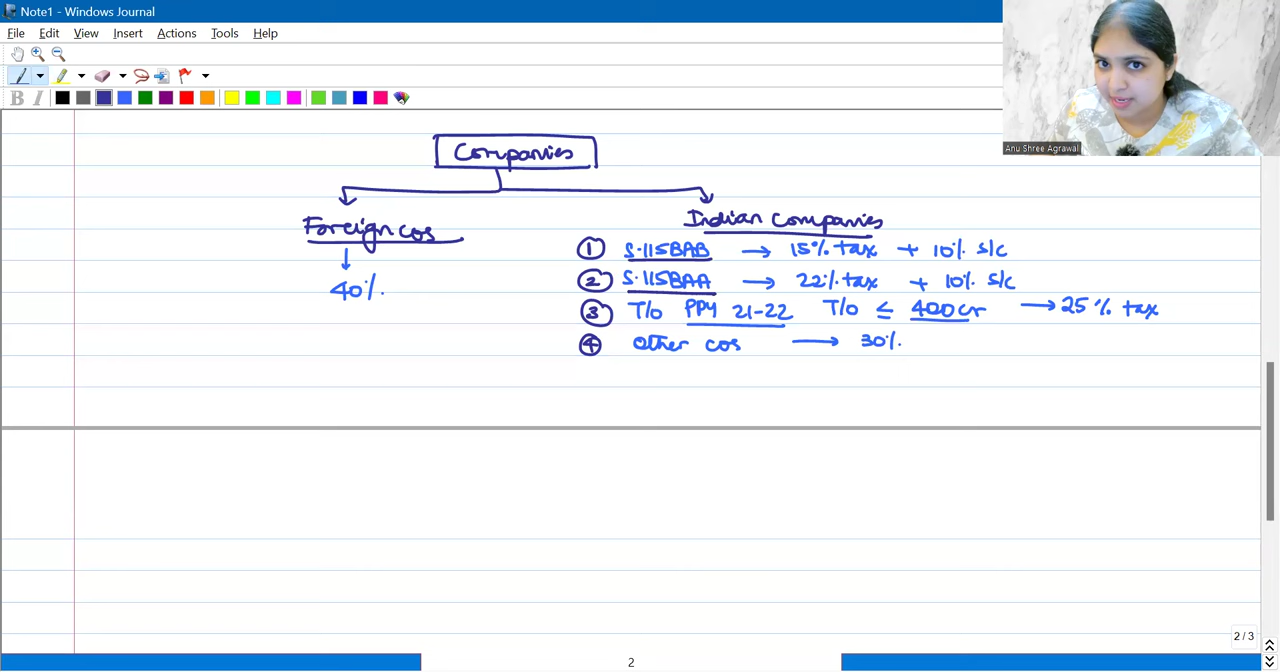 Note1 - Windows Journal
File Edit View Insert Actions Tools Help
B I
Anu Shree Agrawal
Companies
Foreign cos
40%.
Indian Companies
① S.115BAB → 15% tax + 10% s/c
② S.115BAA → 22% tax + 10% s/c
③ T/o PPY 21-22 T/o ≤ 400cr → 25% tax
④ Other cos → 30%.
2 / 3
2